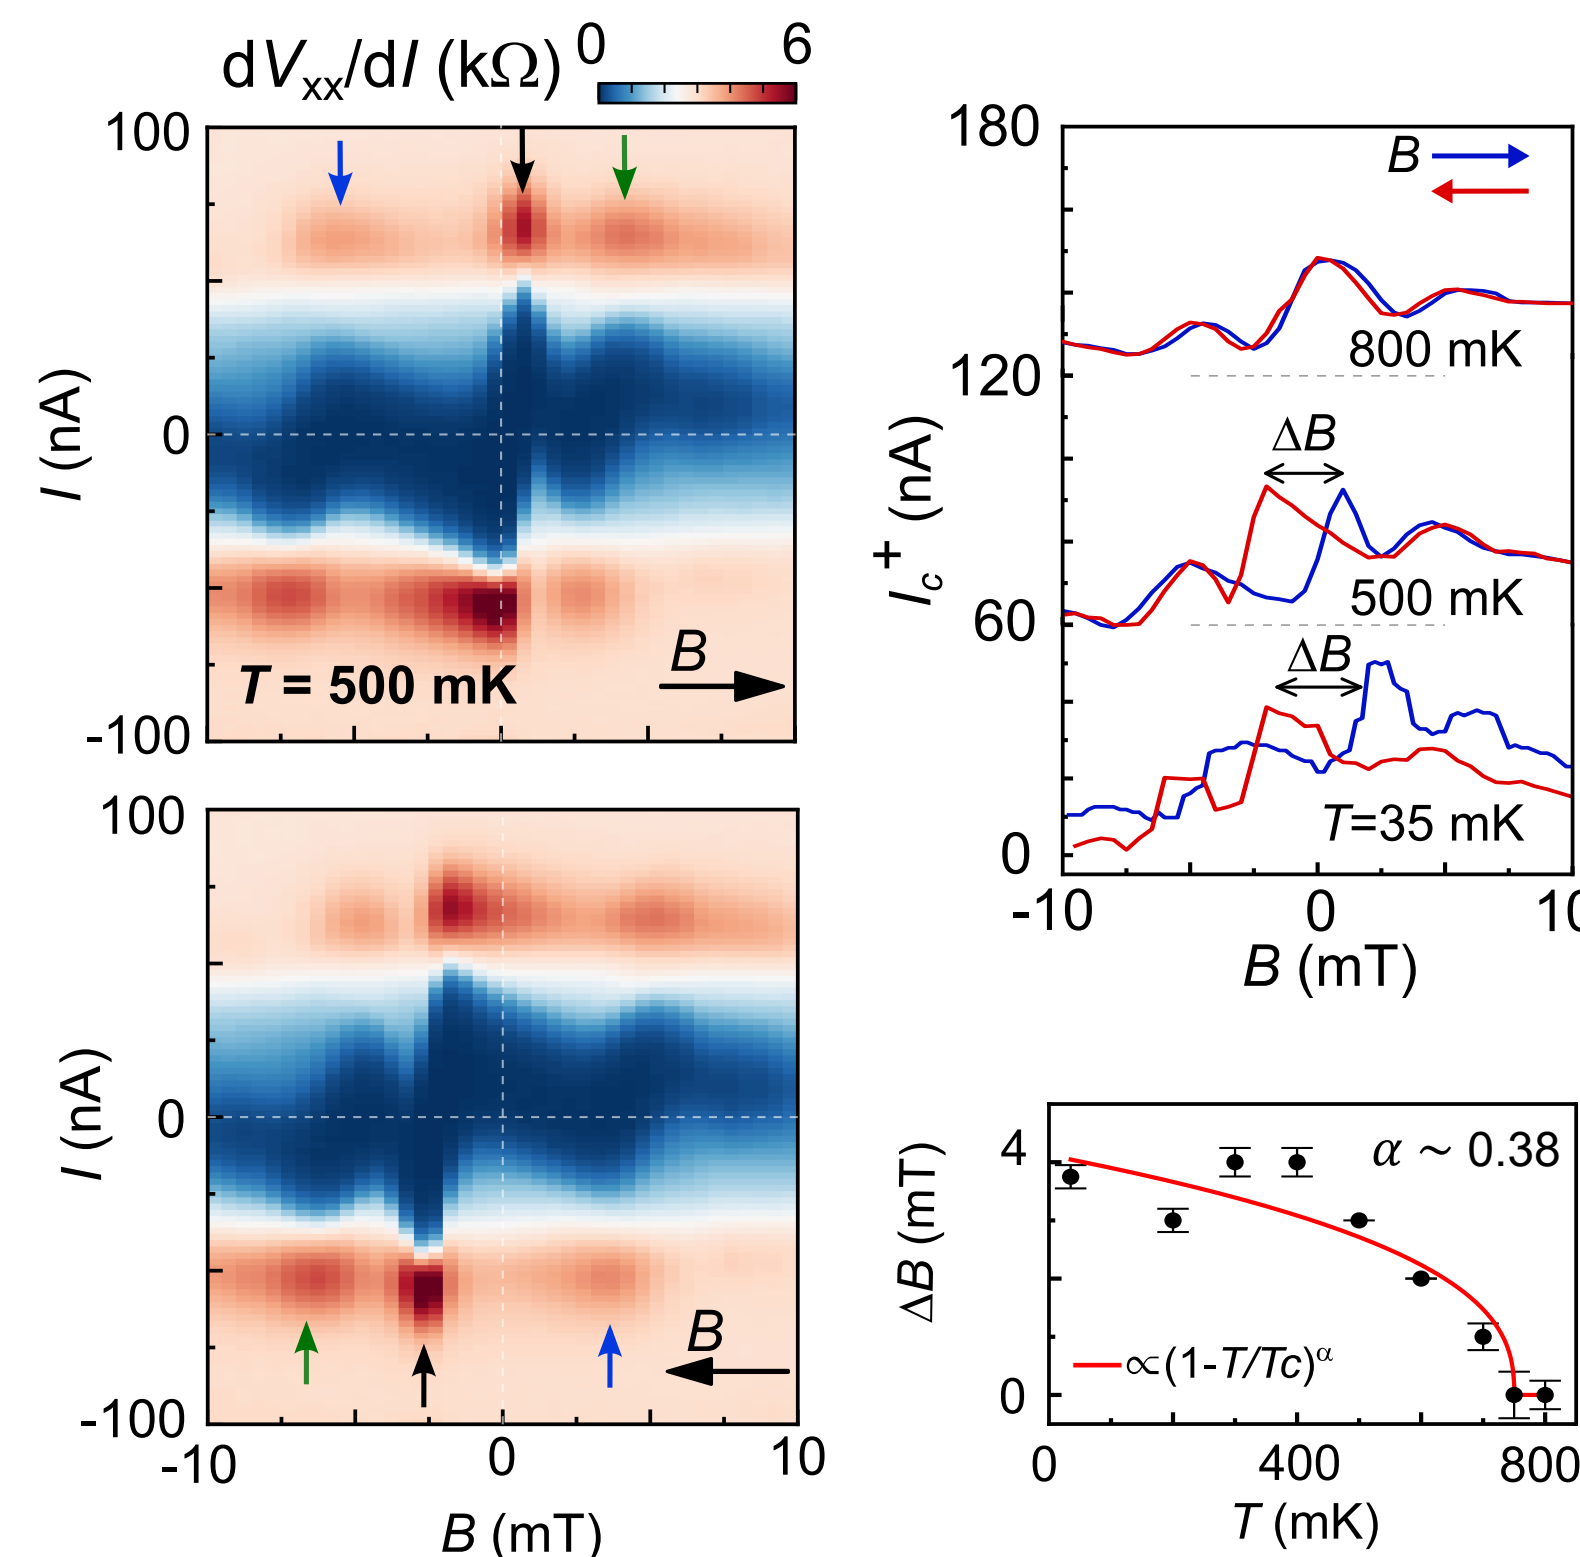 dVxx/dI (kΩ) 0 6
100
0
-100
I (nA)
T = 500 mK
B
100
0
-100
I (nA)
B
-10 0 10
B (mT)
180
120
60
0
Ic+ (nA)
B
800 mK
ΔB
500 mK
ΔB
T=35 mK
-10 0 10
B (mT)
4
0
ΔB (mT)
α ~ 0.38
∝(1-T/Tc)α
0 400 800
T (mK)